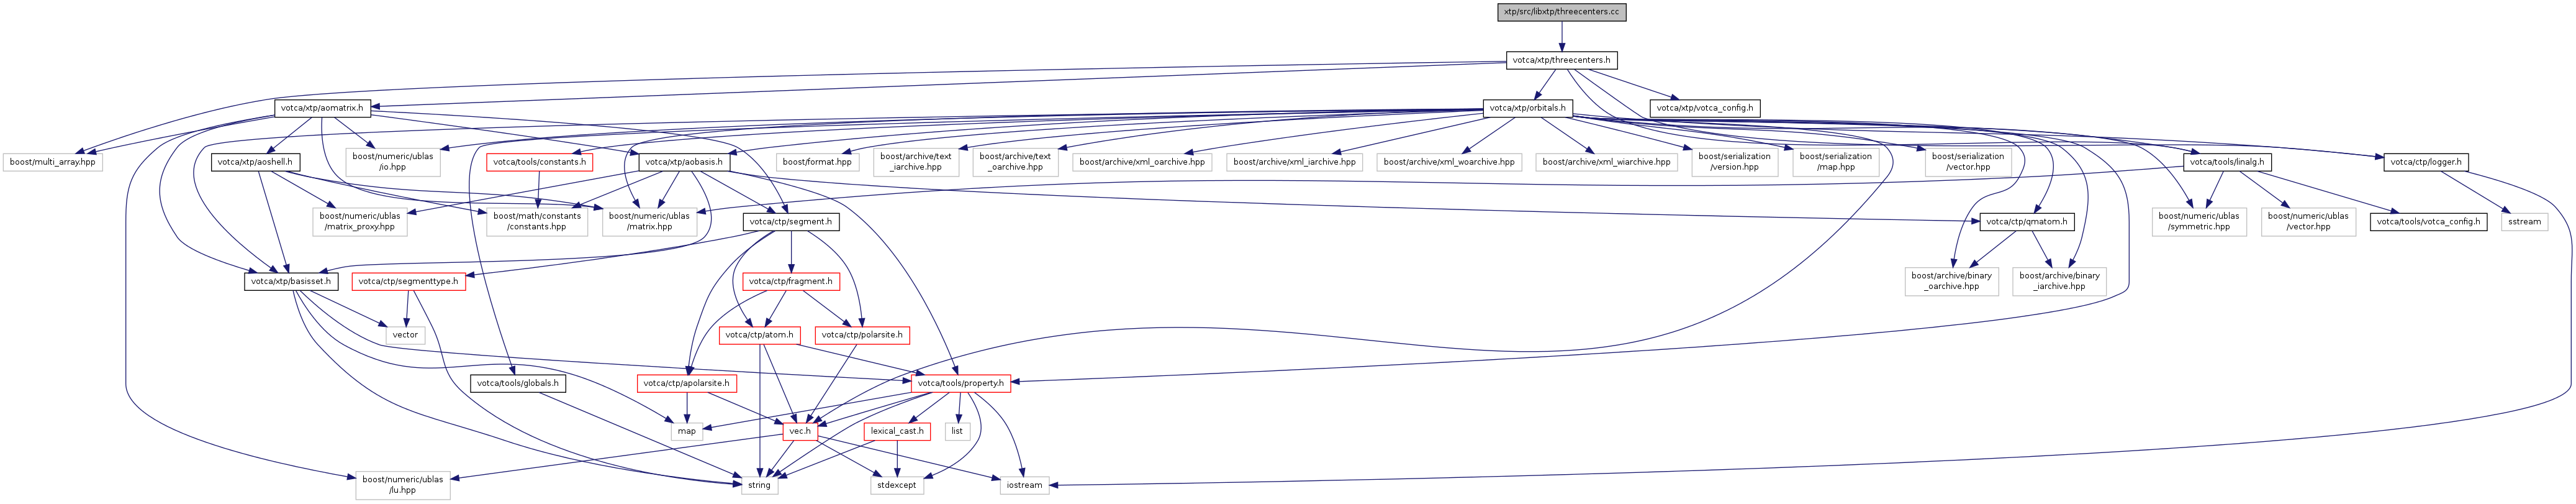 xtp/src/libxtp/threecenters.cc
votca/xtp/threecenters.h
votca/xtp/aomatrix.h
votca/xtp/orbitals.h
votca/xtp/votca_config.h
boost/multi_array.hpp
votca/xtp/aoshell.h
boost/numeric/ublas
/io.hpp
votca/tools/constants.h
votca/xtp/aobasis.h
boost/format.hpp
boost/archive/text
_iarchive.hpp
boost/archive/text
_oarchive.hpp
boost/archive/xml_oarchive.hpp
boost/archive/xml_iarchive.hpp
boost/archive/xml_woarchive.hpp
boost/archive/xml_wiarchive.hpp
boost/serialization
/version.hpp
boost/serialization
/map.hpp
boost/serialization
/vector.hpp
votca/tools/linalg.h
votca/ctp/logger.h
boost/numeric/ublas
/matrix_proxy.hpp
boost/math/constants
/constants.hpp
boost/numeric/ublas
/matrix.hpp
votca/ctp/segment.h
votca/ctp/qmatom.h
boost/numeric/ublas
/symmetric.hpp
boost/numeric/ublas
/vector.hpp
votca/tools/votca_config.h
sstream
votca/xtp/basisset.h
votca/ctp/segmenttype.h
votca/ctp/fragment.h
boost/archive/binary
_oarchive.hpp
boost/archive/binary
_iarchive.hpp
vector
votca/ctp/atom.h
votca/ctp/polarsite.h
votca/tools/globals.h
votca/ctp/apolarsite.h
votca/tools/property.h
map
vec.h
lexical_cast.h
list
boost/numeric/ublas
/lu.hpp
string
stdexcept
iostream